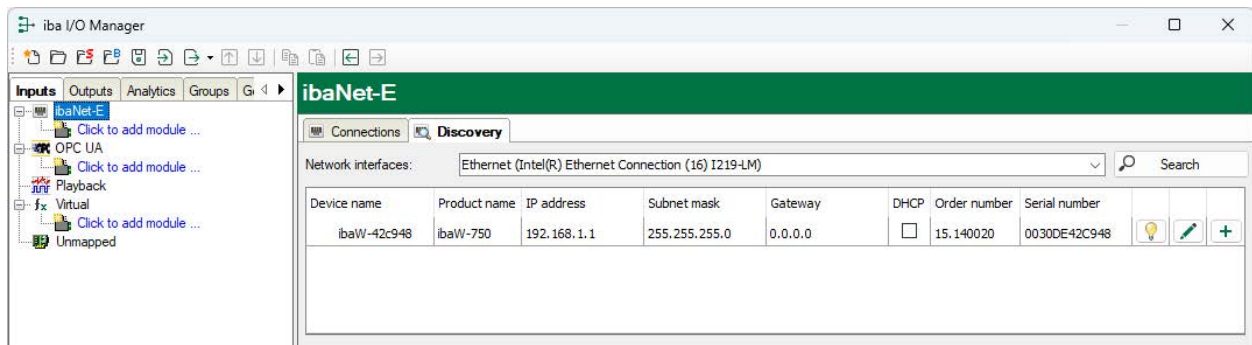 iba I/O Manager
Inputs Outputs Analytics Groups
ibaNet-E
Click to add module ...
OPC UA
Click to add module ...
Playback
fx Virtual
Click to add module ...
Unmapped
ibaNet-E
Connections Discovery
Network interfaces: Ethernet (Intel(R) Ethernet Connection (16) I219-LM) Search
Device name Product name IP address Subnet mask Gateway DHCP Order number Serial number
ibaW-42c948 ibaW-750 192.168.1.1 255.255.255.0 0.0.0.0 15.140020 0030DE42C948